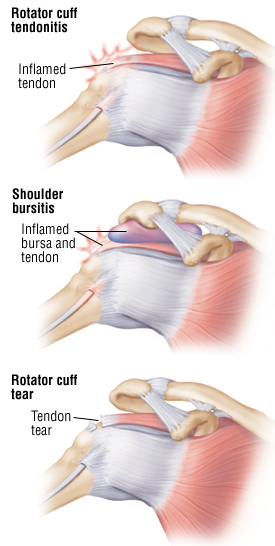 Rotator cuff
tendonitis
Inflamed
tendon
Shoulder
bursitis
Inflamed
bursa and
tendon
Rotator cuff
tear
Tendon
tear